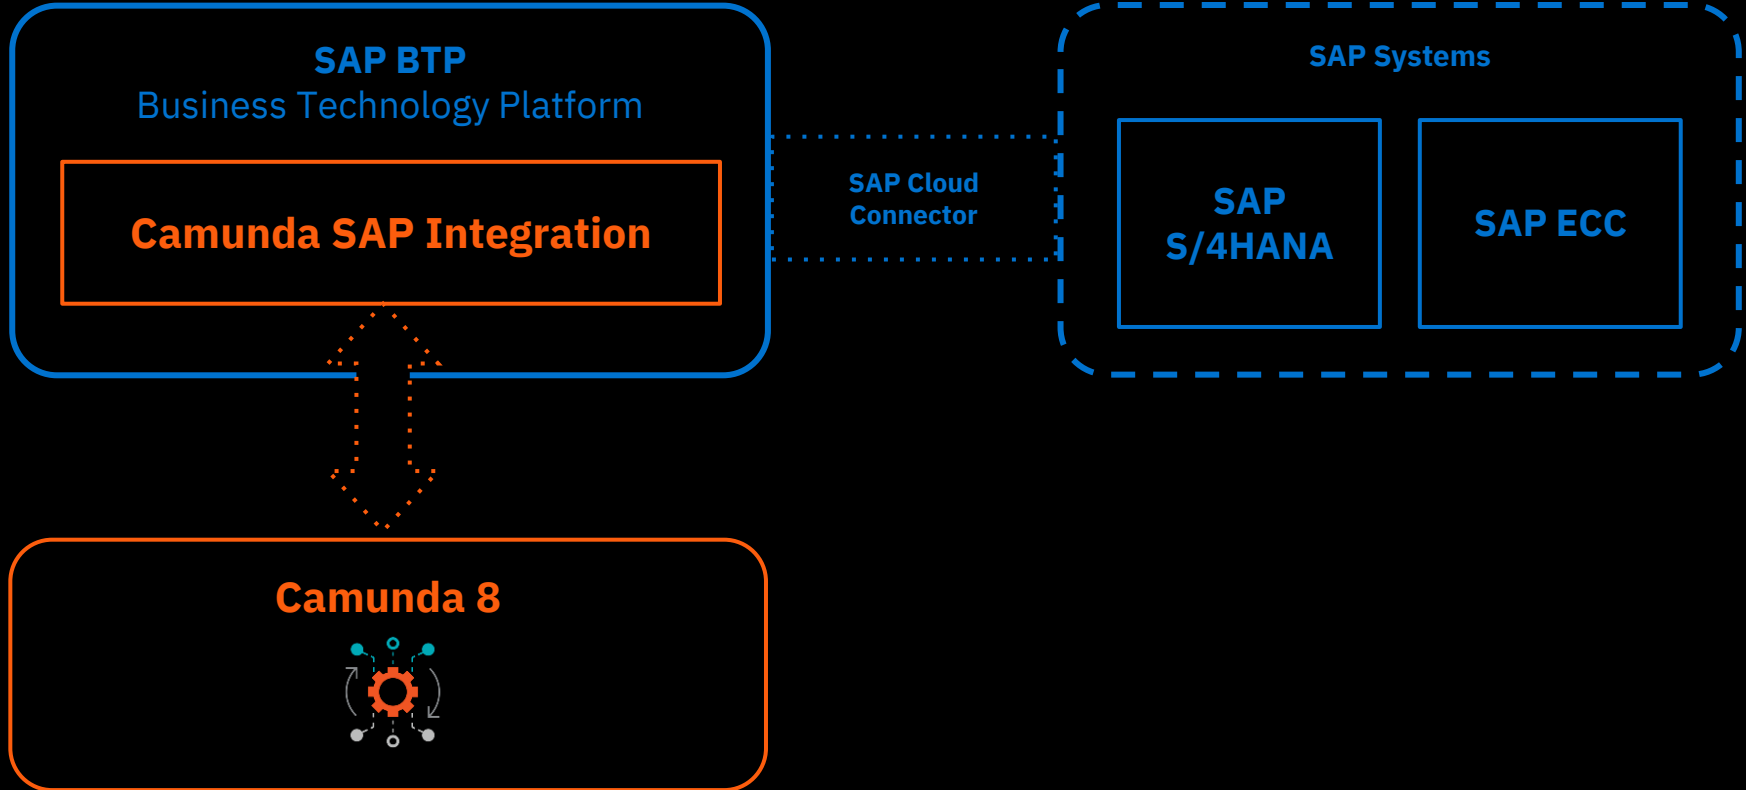 SAP BTP
Business Technology Platform
Camunda SAP Integration
SAP Cloud
Connector
SAP Systems
SAP
S/4HANA
SAP ECC
Camunda 8